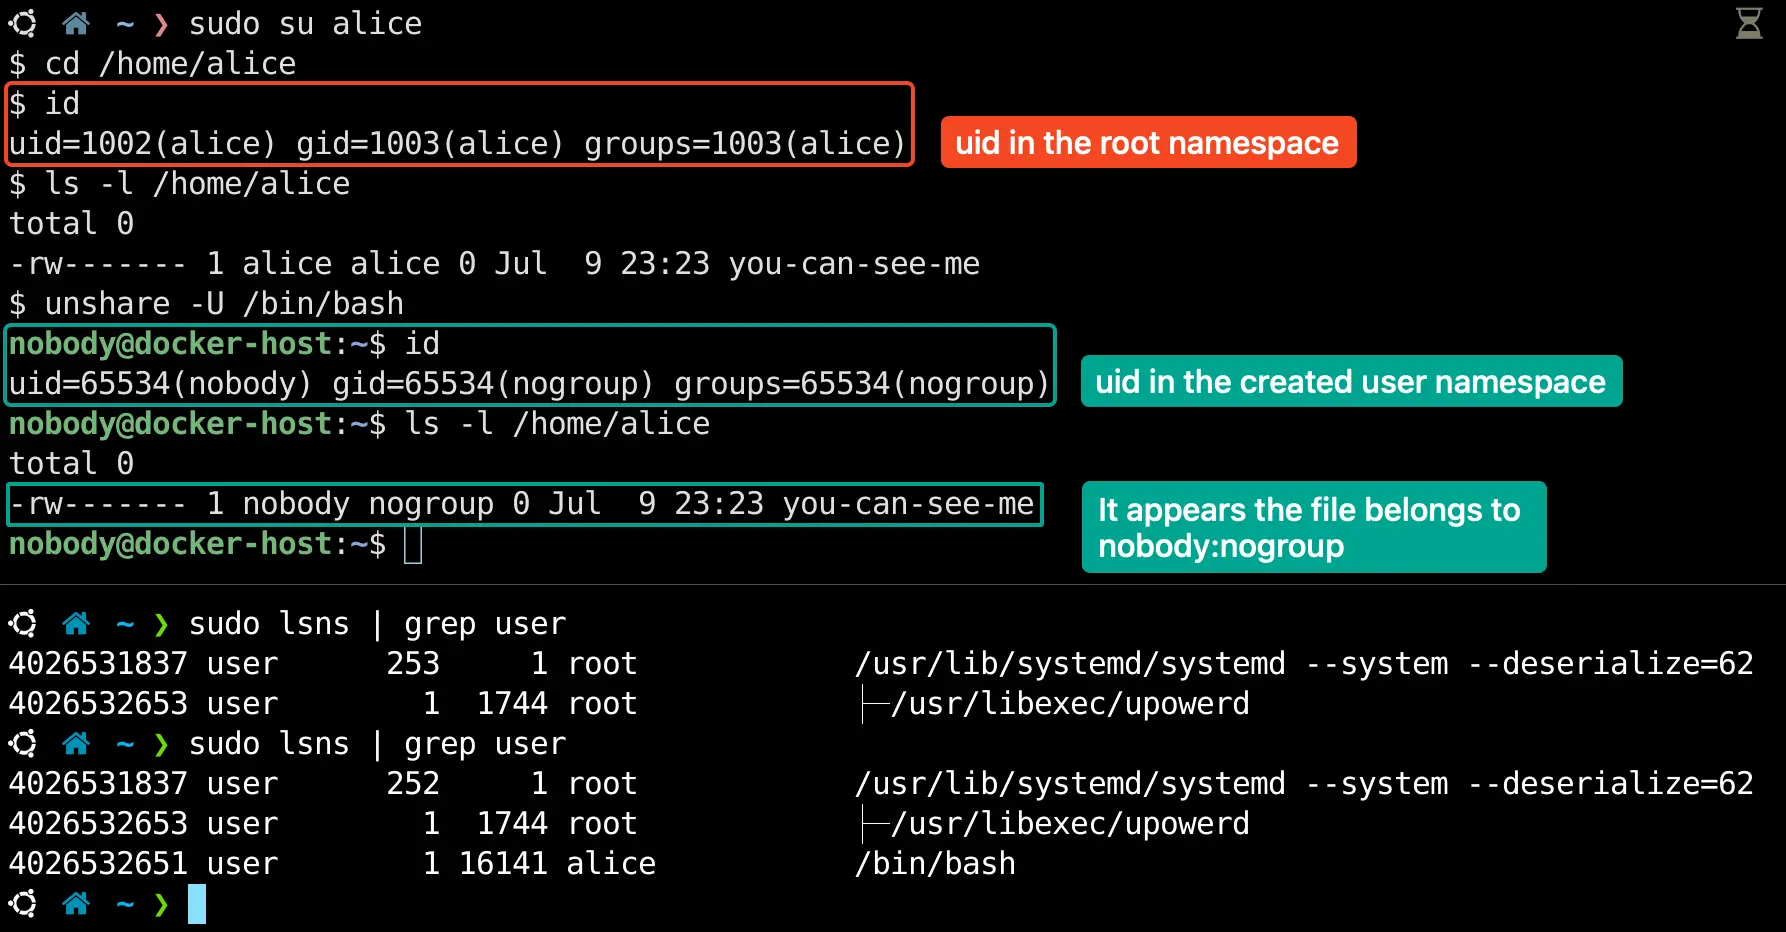 ~ ❯ sudo su alice
$ cd /home/alice
$ id
uid=1002(alice) gid=1003(alice) groups=1003(alice)
uid in the root namespace
$ ls -l /home/alice
total 0
-rw------- 1 alice alice 0 Jul  9 23:23 you-can-see-me
$ unshare -U /bin/bash
nobody@docker-host:~$ id
uid=65534(nobody) gid=65534(nogroup) groups=65534(nogroup)
uid in the created user namespace
nobody@docker-host:~$ ls -l /home/alice
total 0
-rw------- 1 nobody nogroup 0 Jul  9 23:23 you-can-see-me
It appears the file belongs to
nobody:nogroup
nobody@docker-host:~$
~ ❯ sudo lsns | grep user
4026531837 user      253     1 root            /usr/lib/systemd/systemd --system --deserialize=62
4026532653 user        1  1744 root            ├─/usr/libexec/upowerd
~ ❯ sudo lsns | grep user
4026531837 user      252     1 root            /usr/lib/systemd/systemd --system --deserialize=62
4026532653 user        1  1744 root            ├─/usr/libexec/upowerd
4026532651 user        1 16141 alice           /bin/bash
~ ❯